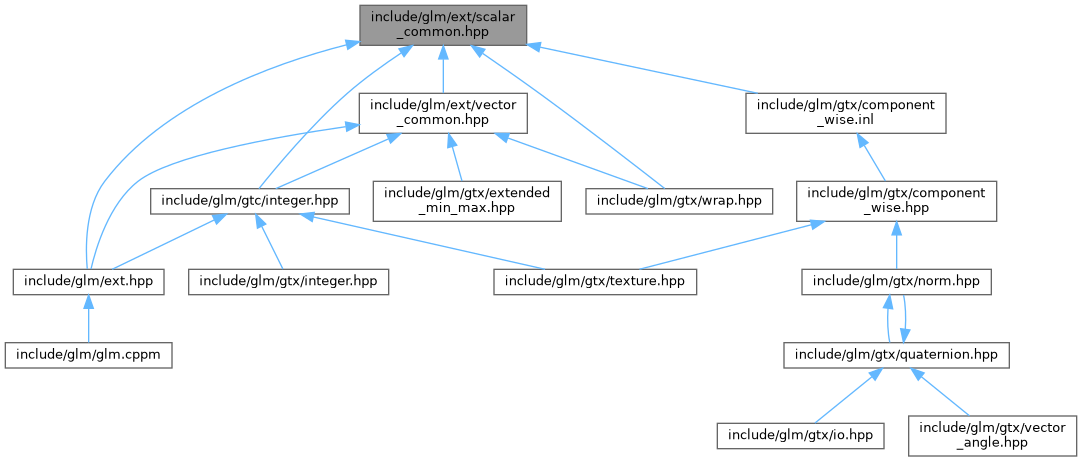 include/glm/ext/scalar
_common.hpp
include/glm/ext/vector
_common.hpp
include/glm/gtx/component
_wise.inl
include/glm/gtc/integer.hpp
include/glm/gtx/extended
_min_max.hpp
include/glm/gtx/wrap.hpp
include/glm/gtx/component
_wise.hpp
include/glm/ext.hpp
include/glm/gtx/integer.hpp
include/glm/gtx/texture.hpp
include/glm/gtx/norm.hpp
include/glm/glm.cppm
include/glm/gtx/quaternion.hpp
include/glm/gtx/io.hpp
include/glm/gtx/vector
_angle.hpp